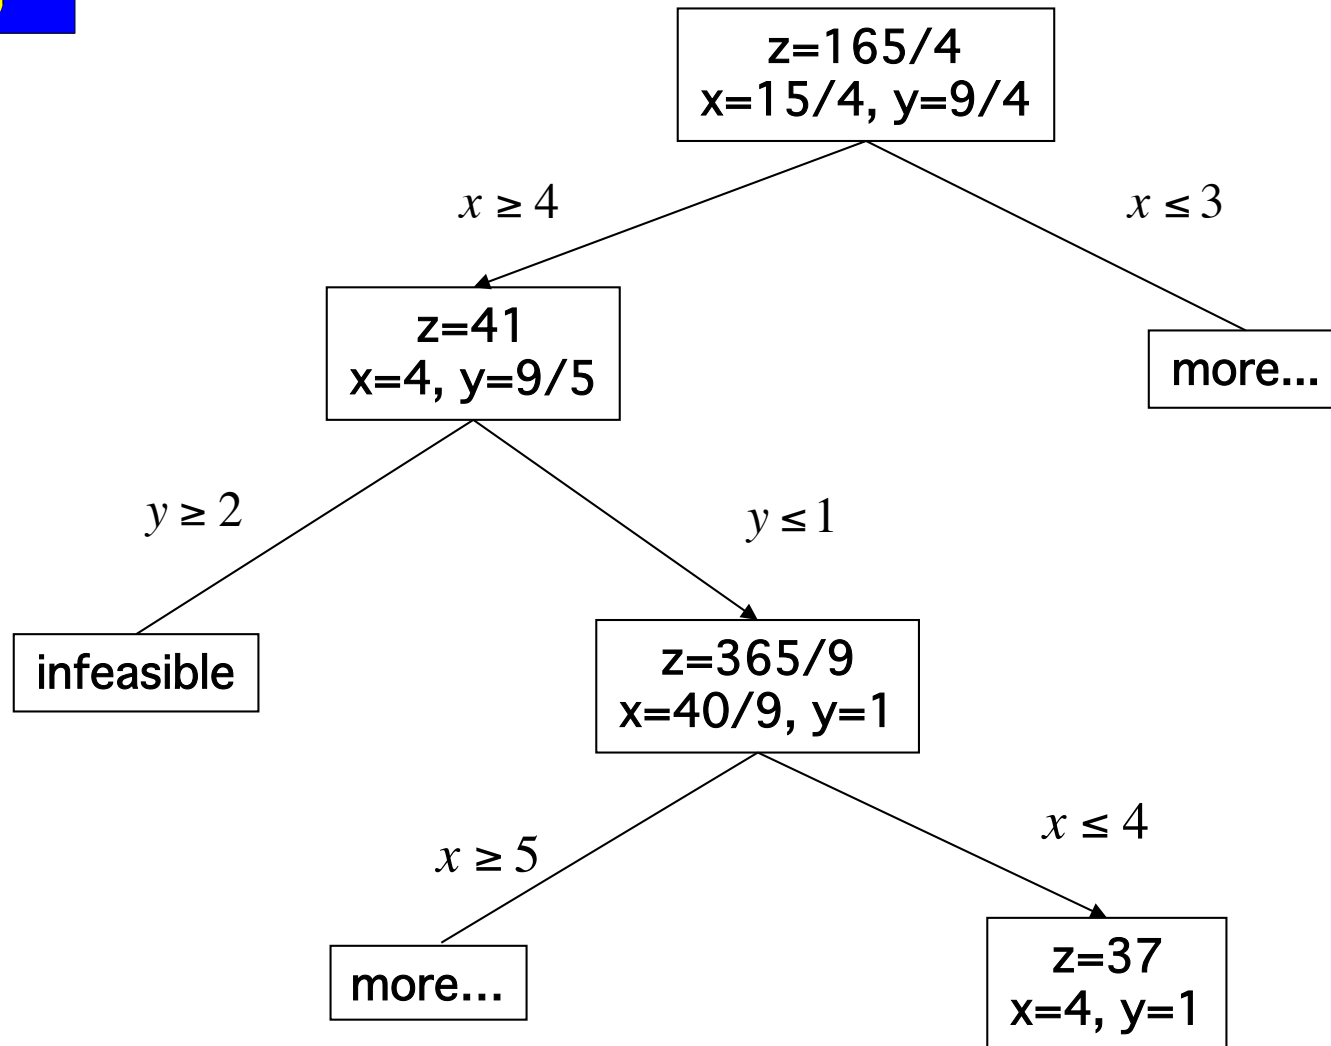 z=165/4
x=15/4, y=9/4
x ≥ 4
x ≤ 3
z=41
x=4, y=9/5
more...
y ≥ 2
y ≤ 1
infeasible
z=365/9
x=40/9, y=1
x ≥ 5
x ≤ 4
more...
z=37
x=4, y=1